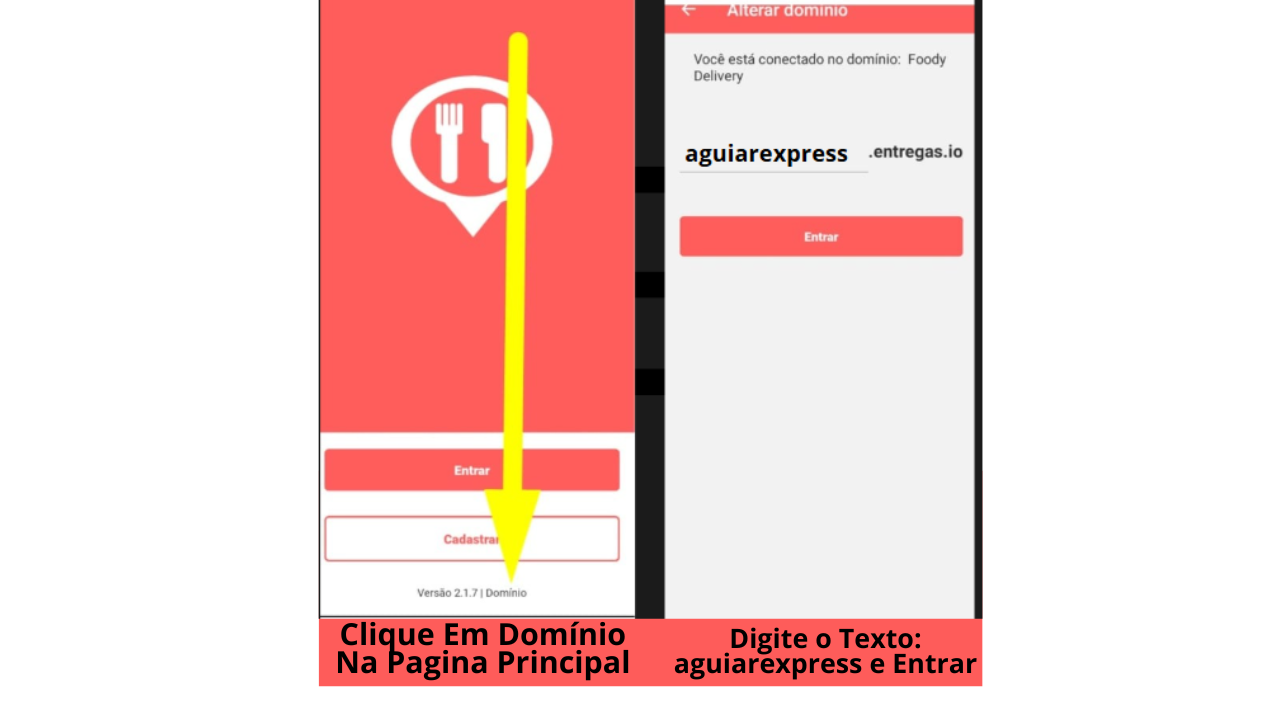 Entrar
Cadastrar
Versão 2.1.7 | Domínio
Clique Em Domínio
Na Pagina Principal
Alterar domínio
Você está conectado no domínio: Foody
Delivery
aguiarexpress .entregas.io
Entrar
Digite o Texto:
aguiarexpress e Entrar